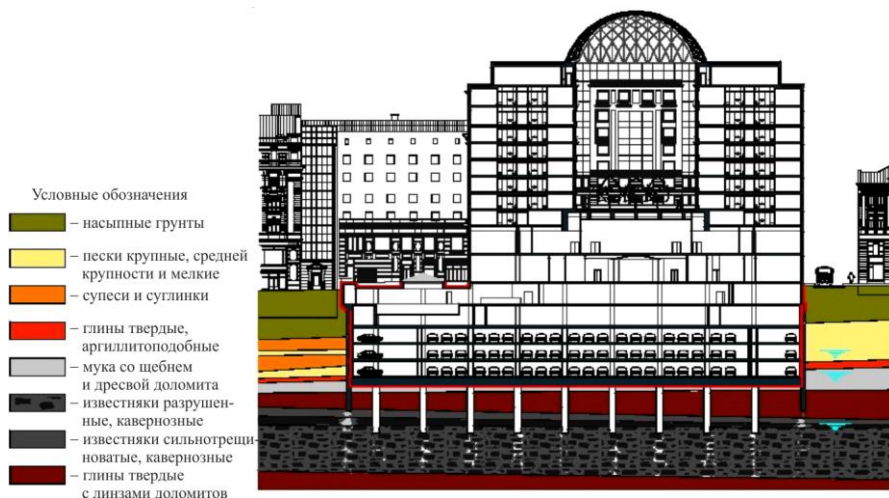 Условные обозначения
– насыпные грунты
– пески крупные, средней
крупности и мелкие
– супеси и суглинки
– глины твердые,
аргиллитоподобные
– мука со щебнем
и дресвой доломита
– известняки разрушен-
ные, кавернозные
– известняки сильнотрещи-
новатые, кавернозные
– глины твердые
с линзами доломитов